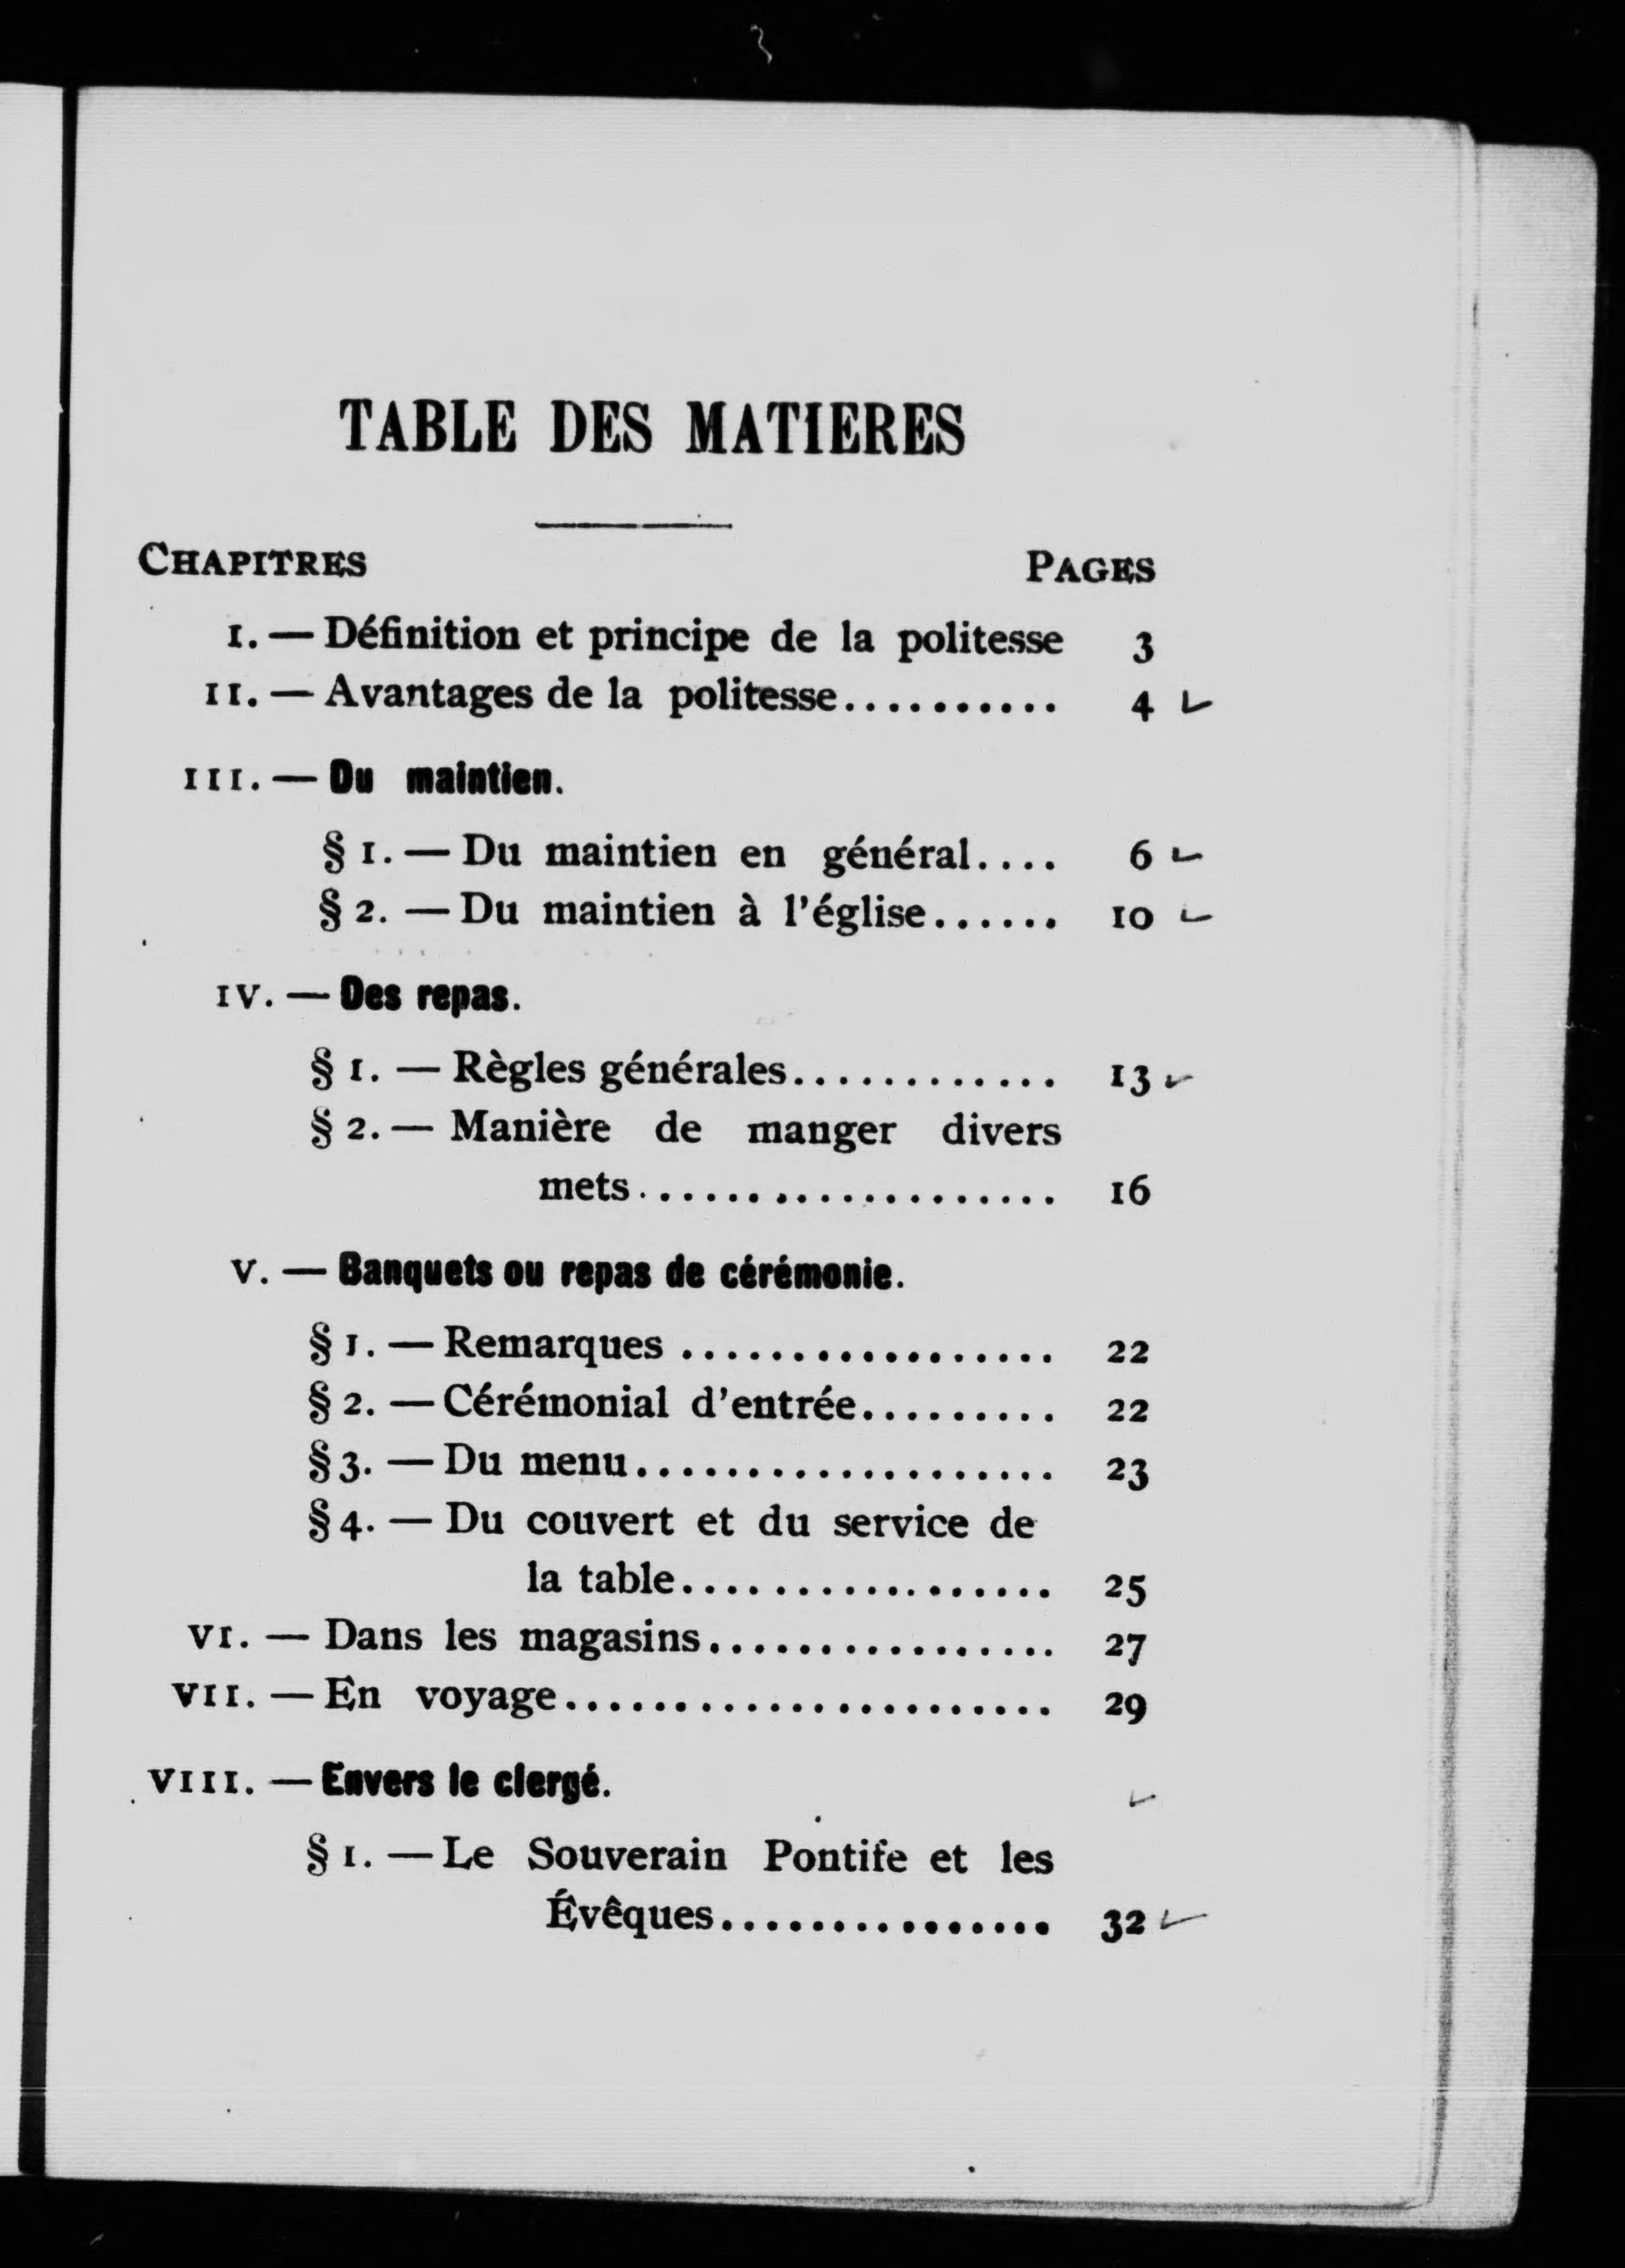 TABLE DES MATIERES
CHAPITRES PAGES
I. — Définition et principe de la politesse 3
II. — Avantages de la politesse.......... 4
III. — Du maintien.
§ 1. — Du maintien en général.... 6
§ 2. — Du maintien à l'église...... 10
IV. — Des repas.
§ 1. — Règles générales............ 13
§ 2. — Manière de manger divers
mets................... 16
V. — Banquets ou repas de cérémonie.
§ 1. — Remarques ................. 22
§ 2. — Cérémonial d'entrée......... 22
§ 3. — Du menu................... 23
§ 4. — Du couvert et du service de
la table................. 25
VI. — Dans les magasins................ 27
VII. — En voyage...................... 29
VIII. — Envers le clergé.
§ 1. — Le Souverain Pontife et les
Évêques............... 32